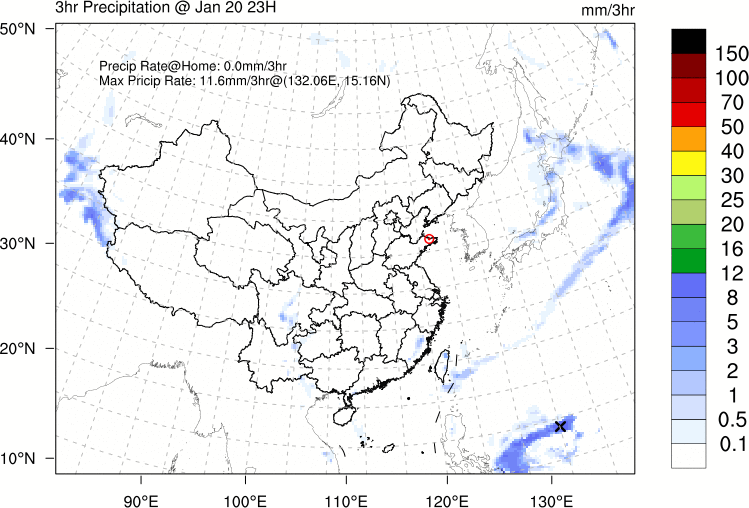 3hr Precipitation @ Jan 20 23H
mm/3hr
Precip Rate@Home: 0.0mm/3hr
Max Pricip Rate: 11.6mm/3hr@(132.06E, 15.16N)
50°N
40°N
30°N
20°N
10°N
90°E 100°E 110°E 120°E 130°E
150
100
70
50
40
30
25
20
16
12
8
5
3
2
1
0.5
0.1